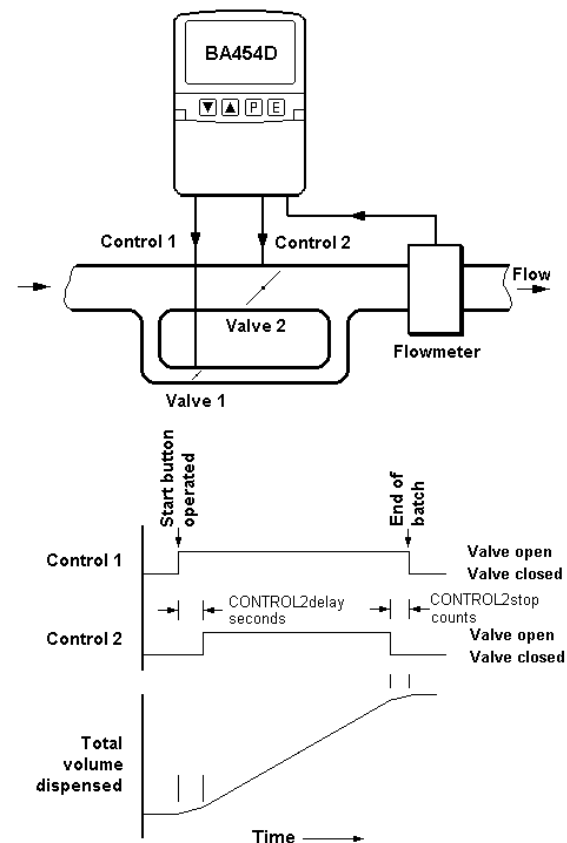 BA454D
P E
Control 1
Control 2
Flow
Valve 2
Flowmeter
Valve 1
Start button
operated
End of
batch
Control 1
Valve open
Valve closed
CONTROL2delay
seconds
CONTROL2stop
counts
Control 2
Valve open
Valve closed
Total
volume
dispensed
Time